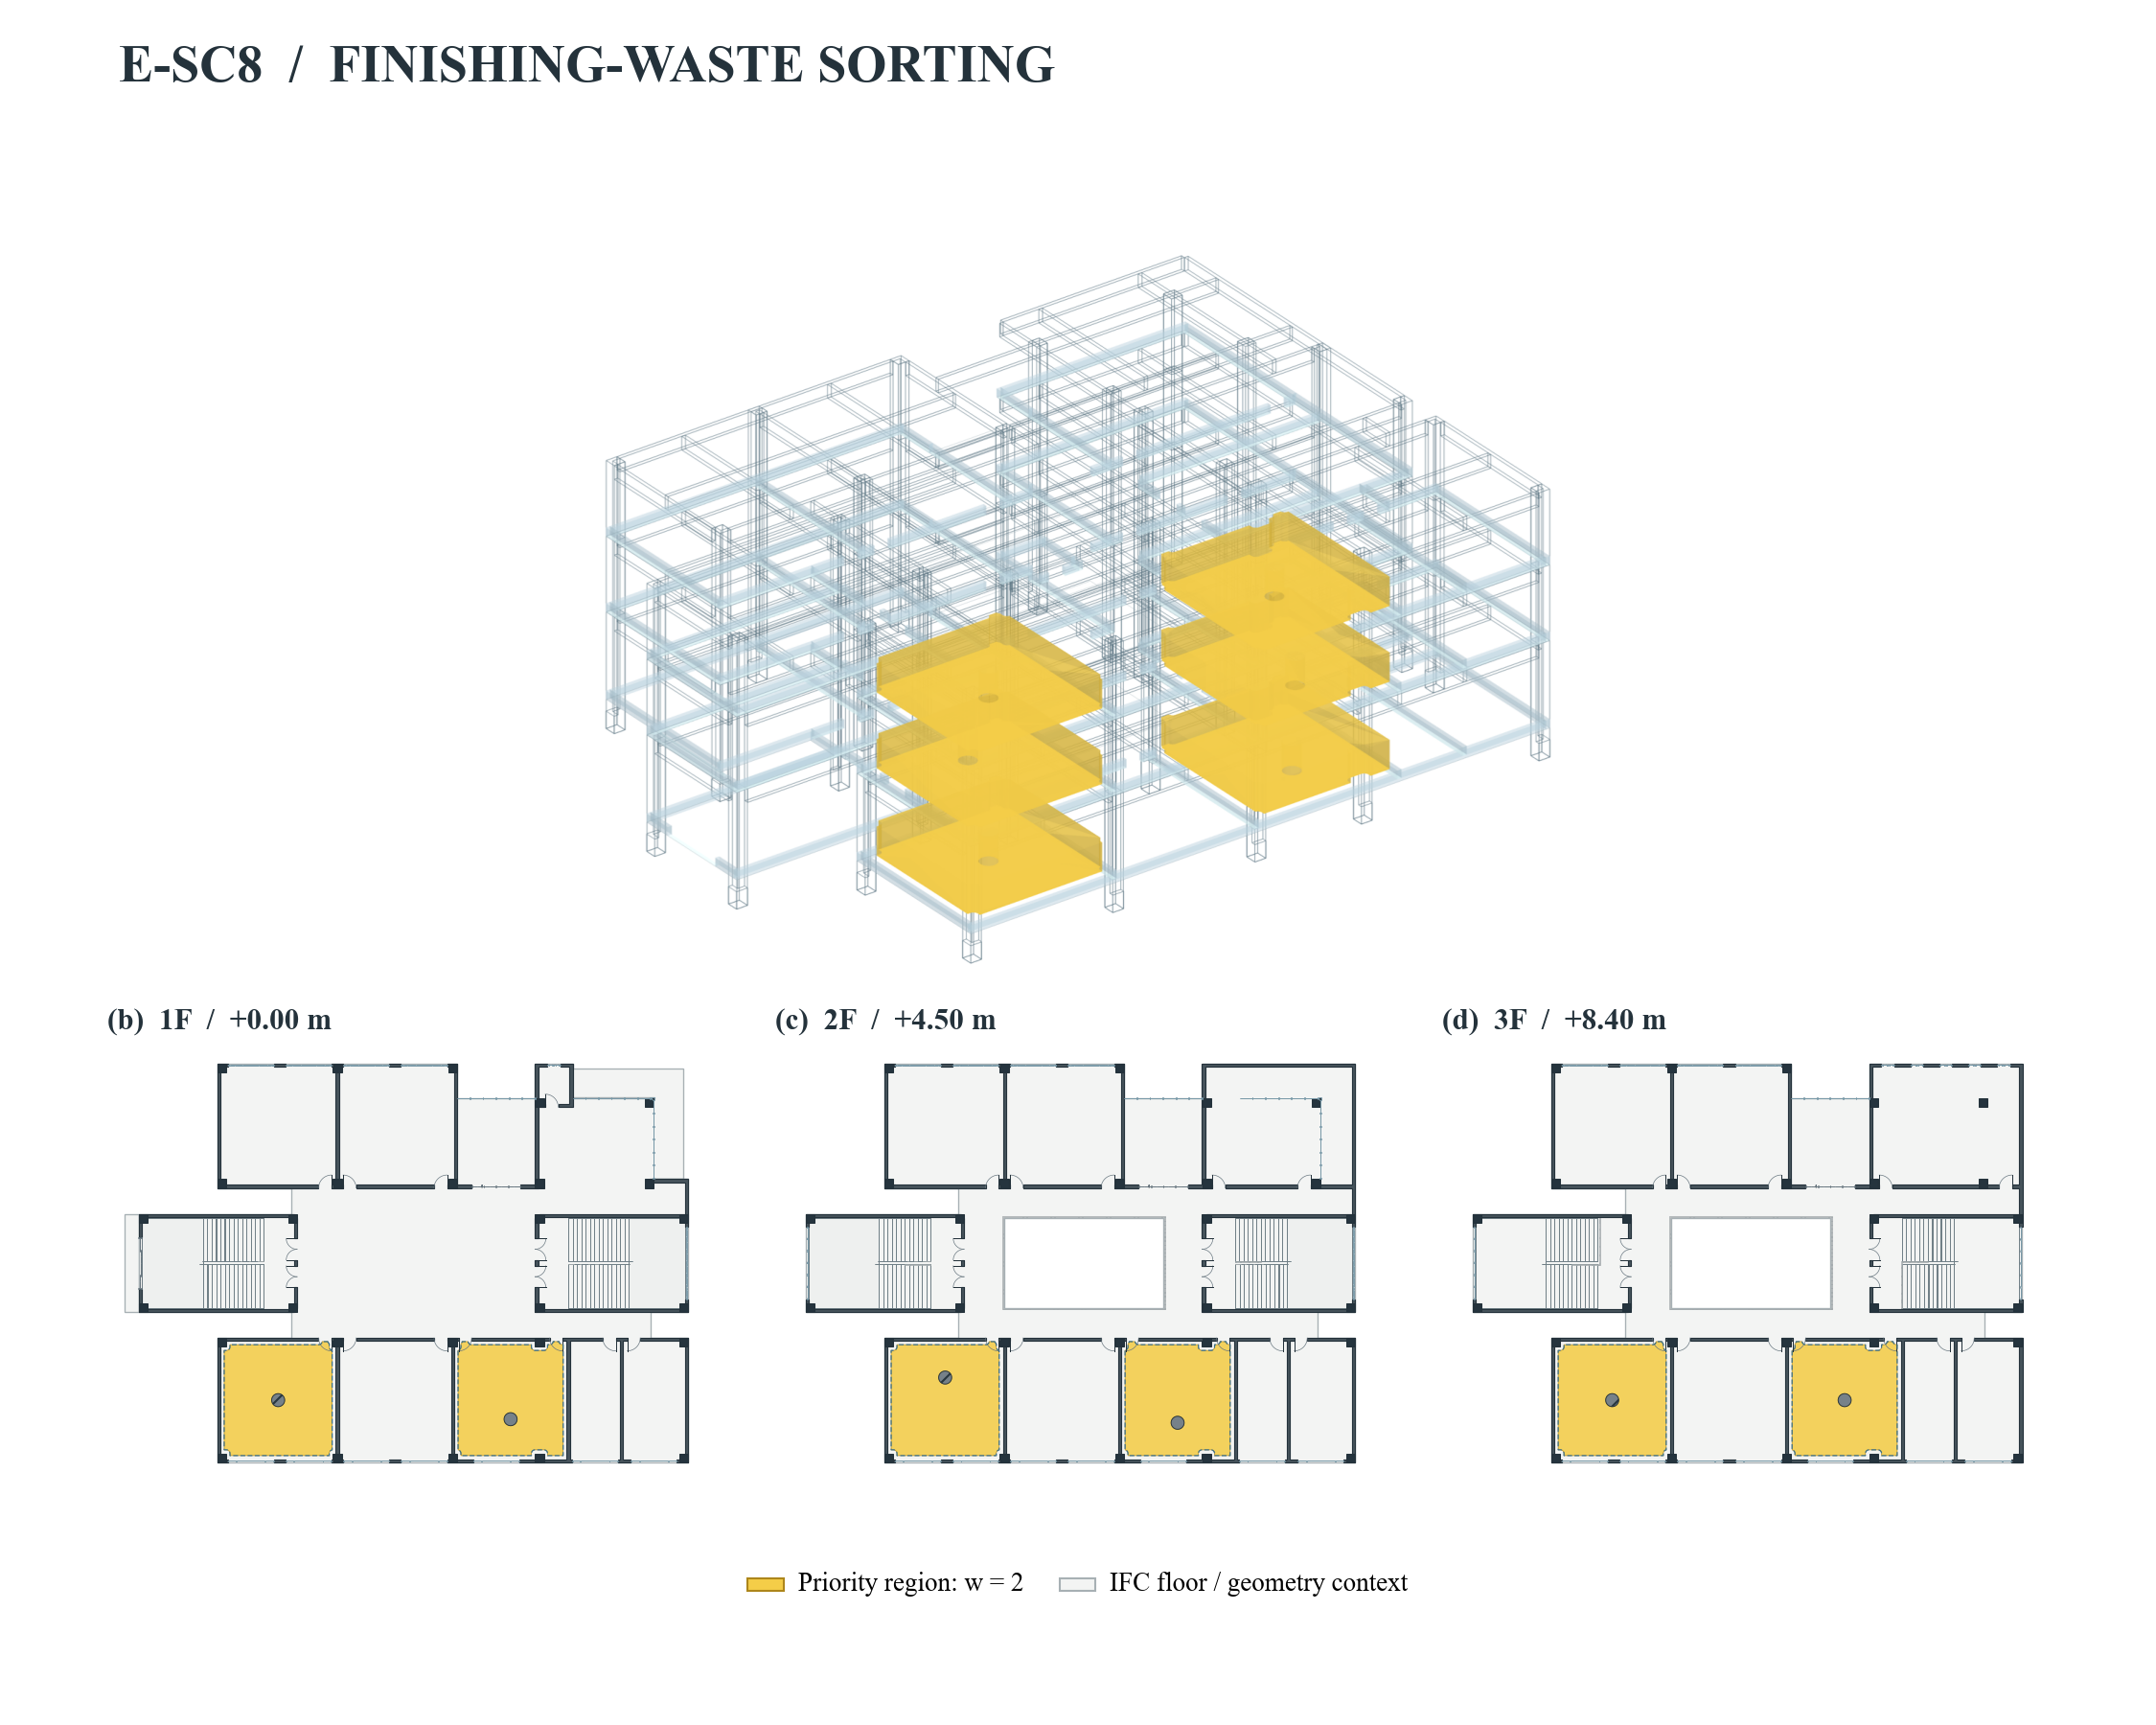 E-SC8 / FINISHING-WASTE SORTING
(b) 1F / +0.00 m
(c) 2F / +4.50 m
(d) 3F / +8.40 m
Priority region: w = 2
IFC floor / geometry context